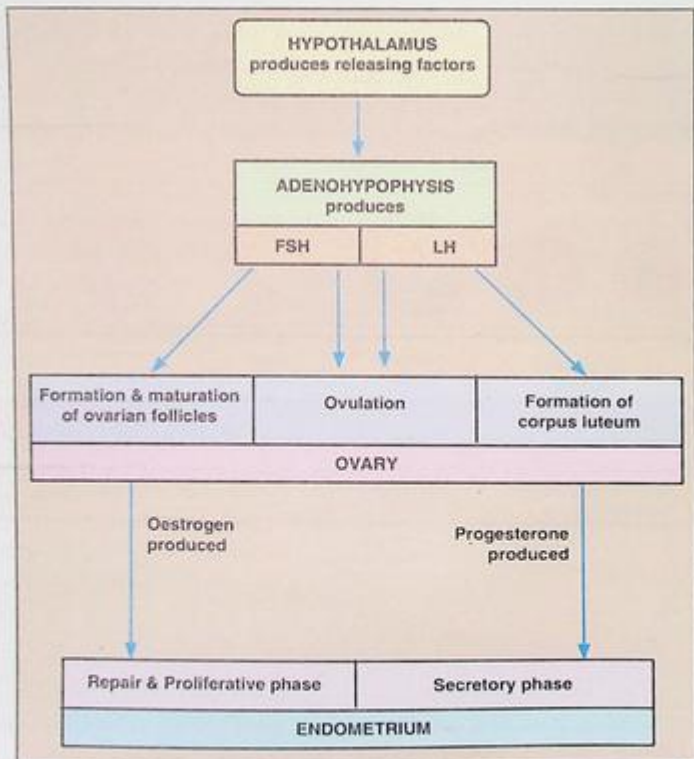 HYPOTHALAMUS
produces releasing factors
ADENOHYPOPHYSIS
produces
FSH
LH
Formation & maturation
of ovarian follicles
Ovulation
Formation of
corpus luteum
OVARY
Oestrogen
produced
Progesterone
produced
Repair & Proliferative phase
Secretory phase
ENDOMETRIUM